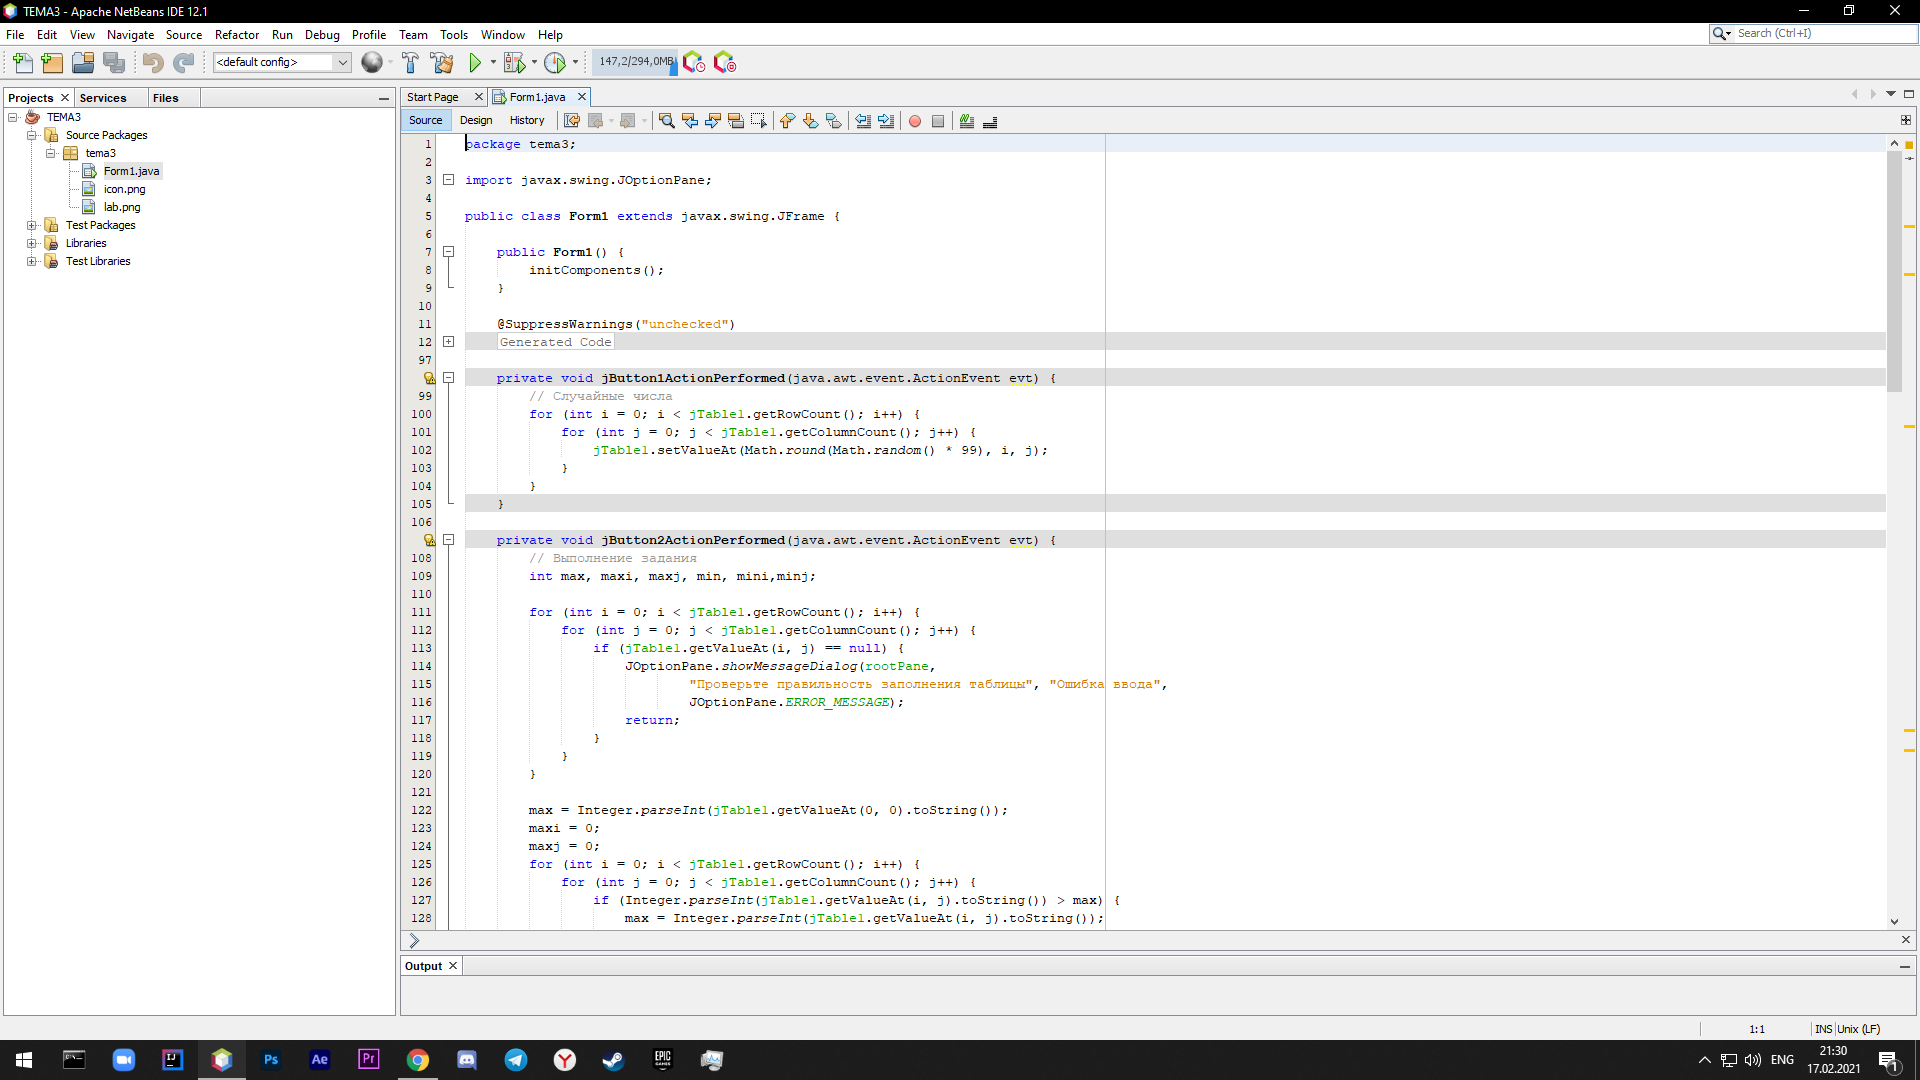 TEMA3 - Apache NetBeans IDE 12.1
File Edit View Navigate Source Refactor Run Debug Profile Team Tools Window Help
Search (Ctrl+I)
<default config>
147,2/294,0MB
Projects Services Files
TEMA3
Source Packages
tema3
Form1.java
icon.png
lab.png
Test Packages
Libraries
Test Libraries
Start Page Form1.java
Source Design History
1 package tema3;
2
3 import javax.swing.JOptionPane;
4
5 public class Form1 extends javax.swing.JFrame {
6
7 public Form1() {
8 initComponents();
9 }
10
11 @SuppressWarnings("unchecked")
12 Generated Code
97
private void jButton1ActionPerformed(java.awt.event.ActionEvent evt) {
99 // Случайные числа
100 for (int i = 0; i < jTable1.getRowCount(); i++) {
101 for (int j = 0; j < jTable1.getColumnCount(); j++) {
102 jTable1.setValueAt(Math.round(Math.random() * 99), i, j);
103 }
104 }
105 }
106
private void jButton2ActionPerformed(java.awt.event.ActionEvent evt) {
108 // Выполнение задания
109 int max, maxi, maxj, min, mini,minj;
110
111 for (int i = 0; i < jTable1.getRowCount(); i++) {
112 for (int j = 0; j < jTable1.getColumnCount(); j++) {
113 if (jTable1.getValueAt(i, j) == null) {
114 JOptionPane.showMessageDialog(rootPane,
115 "Проверьте правильность заполнения таблицы", "Ошибка ввода",
116 JOptionPane.ERROR_MESSAGE);
117 return;
118 }
119 }
120 }
121
122 max = Integer.parseInt(jTable1.getValueAt(0, 0).toString());
123 maxi = 0;
124 maxj = 0;
125 for (int i = 0; i < jTable1.getRowCount(); i++) {
126 for (int j = 0; j < jTable1.getColumnCount(); j++) {
127 if (Integer.parseInt(jTable1.getValueAt(i, j).toString()) > max) {
128 max = Integer.parseInt(jTable1.getValueAt(i, j).toString());
Output
1:1 INS Unix (LF)
IJ Ps Ae Pr EPIC GAMES
ENG 21:30
17.02.2021
1